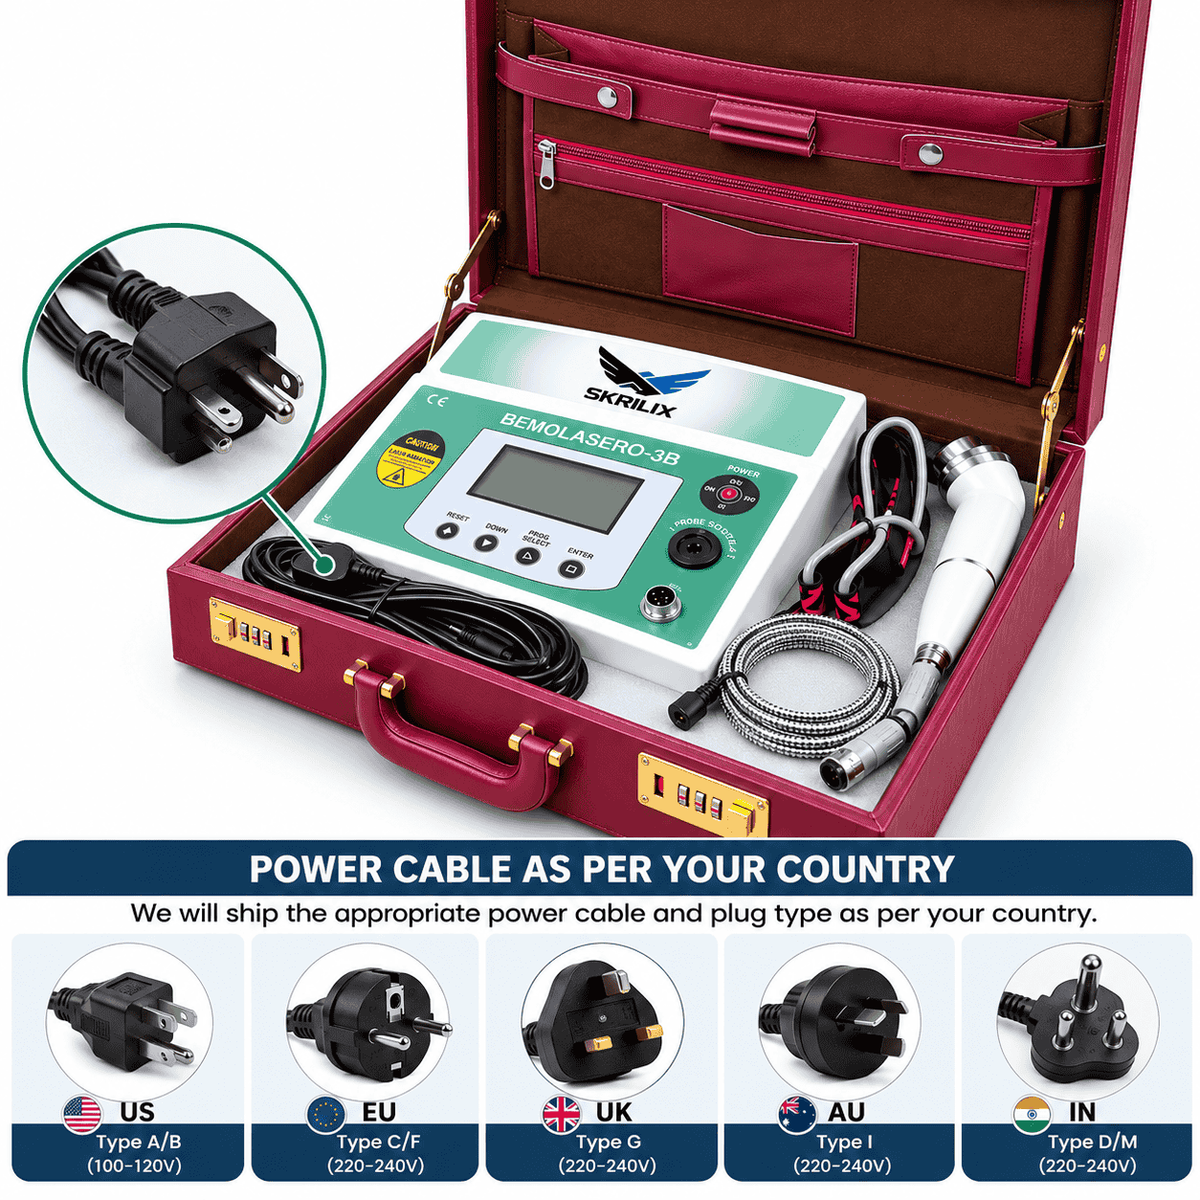 SKRILIX
CE
BEMOLASERO-3B
CAUTION
POWER
ON
RESET
DOWN
PROG
SELECT
ENTER
POWER CABLE AS PER YOUR COUNTRY
We will ship the appropriate power cable and plug type as per your country.
US
Type A/B
(100-120V)
EU
Type C/F
(220-240V)
UK
Type G
(220-240V)
AU
Type I
(220-240V)
IN
Type D/M
(220-240V)